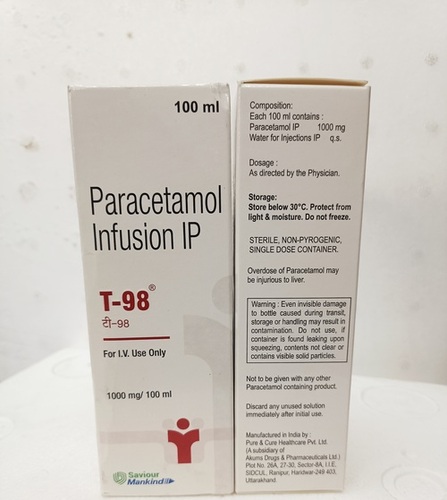 100 ml
Paracetamol
Infusion IP
T-98®
टी-98
For I.V. Use Only
1000 mg/ 100 ml
Saviour
Mankind
Composition:
Each 100 ml contains :
Paracetamol IP 1000 mg
Water for Injections IP q.s.
Dosage :
As directed by the Physician.
Storage:
Store below 30°C. Protect from
light & moisture. Do not freeze.
STERILE, NON-PYROGENIC,
SINGLE DOSE CONTAINER.
Overdose of Paracetamol may
be injurious to liver.
Warning : Even invisible damage
to bottle caused during transit,
storage or handling may result in
contamination. Do not use, if
container is found leaking upon
squeezing, contents not clear or
contains visible solid particles.
Not to be given with any other
Paracetamol containing product.
Discard any unused solution
immediately after initial use.
Manufactured in India by :
Pure & Cure Healthcare Pvt. Ltd.
(A subsidiary of
Akums Drugs & Pharmaceuticals Ltd.)
Plot No. 26A, 27-30, Sector-8A, I.I.E,
SIDCUL, Ranipur, Haridwar-249 403,
Uttarakhand